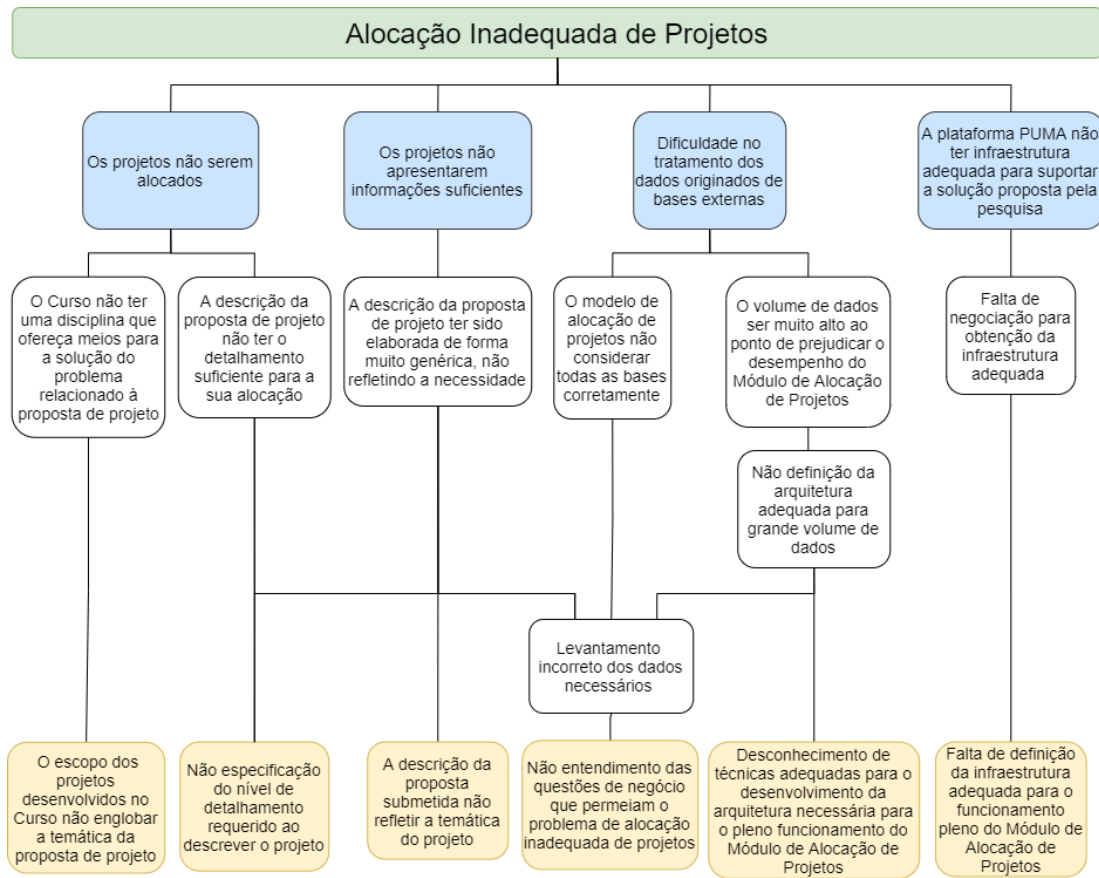 Alocação Inadequada de Projetos
Os projetos não serem
alocados
Os projetos não
apresentarem
informações suficientes
Dificuldade no
tratamento dos
dados originados de
bases externas
A plataforma PUMA não
ter infraestrutura
adequada para suportar
a solução proposta pela
pesquisa
O Curso não ter
uma disciplina que
ofereça meios para
a solução do
problema
relacionado à
proposta de projeto
A descrição da
proposta de projeto
não ter o
detalhamento
suficiente para a
sua alocação
A descrição da proposta
de projeto ter sido
elaborada de forma
muito genérica, não
refletindo a necessidade
O modelo de
alocação de
projetos não
considerar
todas as bases
corretamente
O volume de dados
ser muito alto ao
ponto de prejudicar o
desempenho do
Módulo de Alocação
de Projetos
Falta de
negociação para
obtenção da
infraestrutura
adequada
Não definição da
arquitetura
adequada para
grande volume de
dados
Levantamento
incorreto dos dados
necessários
O escopo dos
projetos
desenvolvidos no
Curso não englobar
a temática da
proposta de projeto
Não especificação
do nível de
detalhamento
requerido ao
descrever o projeto
A descrição da
proposta
submetida não
refletir a temática
do projeto
Não entendimento das
questões de negócio
que permeiam o
problema de alocação
inadequada de projetos
Desconhecimento de
técnicas adequadas para o
desenvolvimento da
arquitetura necessária para
o pleno funcionamento do
Módulo de Alocação de
Projetos
Falta de definição
da infraestrutura
adequada para o
funcionamento
pleno do Módulo de
Alocação de
Projetos